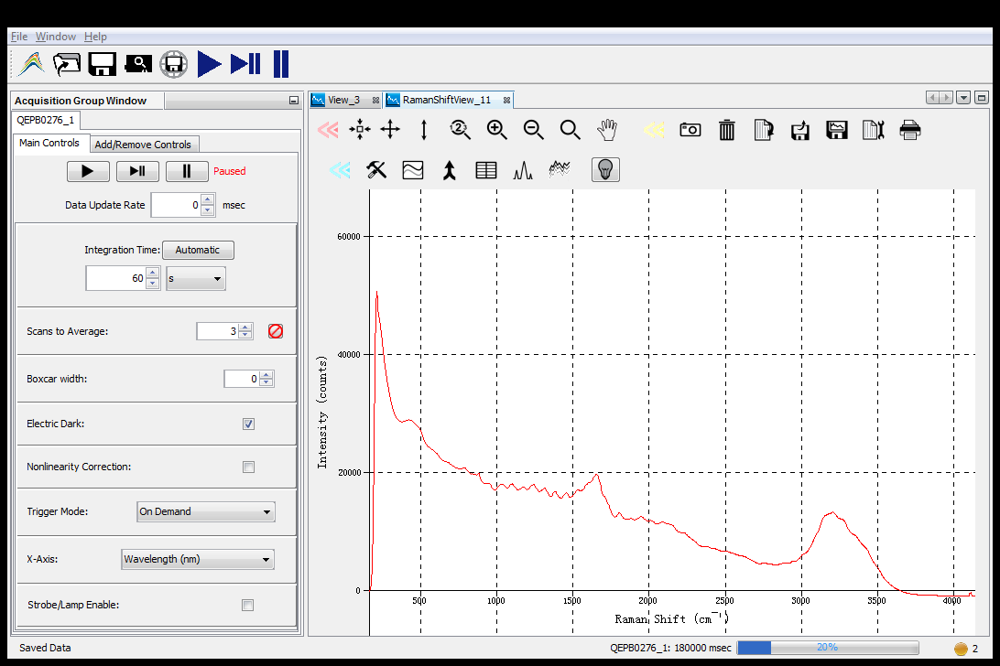 File Window Help
Acquisition Group Window
QEPB0276_1
Main Controls Add/Remove Controls
Paused
Data Update Rate 0 msec
Integration Time: Automatic
60 s
Scans to Average: 3
Boxcar width: 0
Electric Dark:
Nonlinearity Correction:
Trigger Mode: On Demand
X-Axis: Wavelength (nm)
Strobe/Lamp Enable:
View_3 RamanShiftView_11
2
60000
40000
20000
0
Intensity (counts)
500 1000 1500 2000 2500 3000 3500 4000
Raman Shift (cm⁻¹)
Saved Data
QEPB0276_1: 180000 msec 20% 2